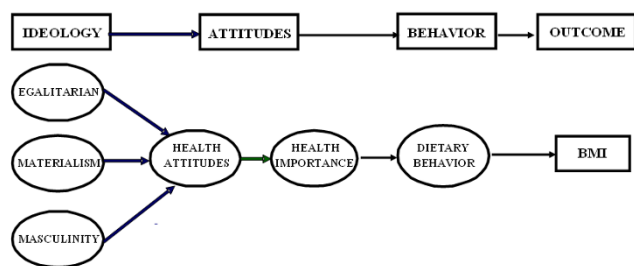 IDEOLOGY ATTITUDES BEHAVIOR OUTCOME
EGALITARIAN
MATERIALISM
MASCULINITY
HEALTH
ATTITUDES
HEALTH
IMPORTANCE
DIETARY
BEHAVIOR
BMI